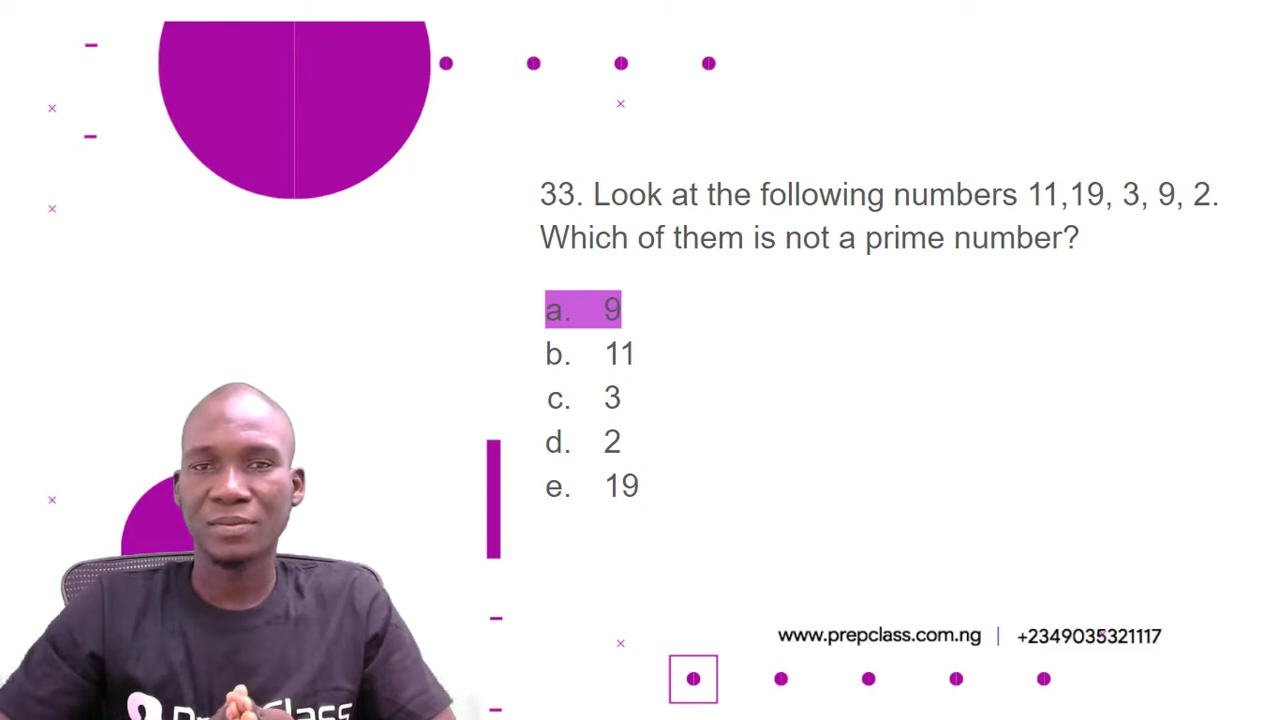 33. Look at the following numbers 11,19, 3, 9, 2.
Which of them is not a prime number?
a. 9
b. 11
c. 3
d. 2
e. 19
www.prepclass.com.ng | +2349035321117
PrepClass